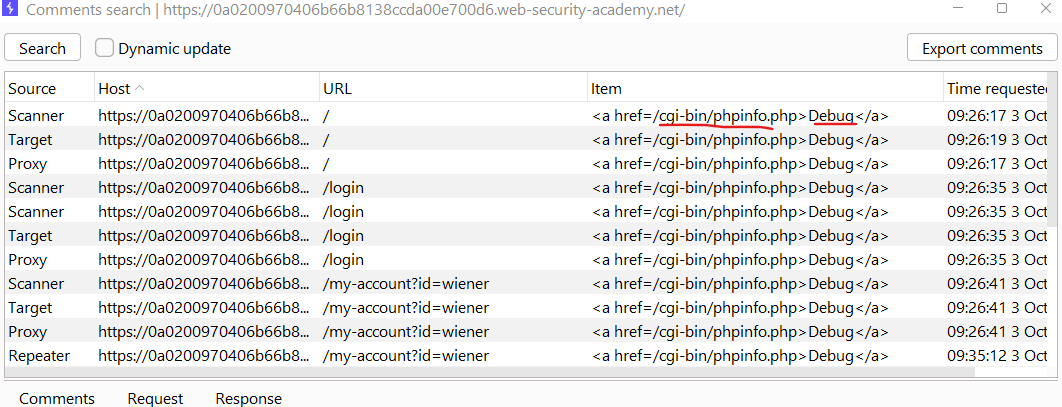 Comments search | https://0a0200970406b66b8138ccda00e700d6.web-security-academy.net/
Search Dynamic update Export comments
Source Host URL Item Time requested
Scanner https://0a0200970406b66b8... / <a href=/cgi-bin/phpinfo.php>Debug</a> 09:26:17 3 Oct
Target https://0a0200970406b66b8... / <a href=/cgi-bin/phpinfo.php>Debug</a> 09:26:19 3 Oct
Proxy https://0a0200970406b66b8... / <a href=/cgi-bin/phpinfo.php>Debug</a> 09:26:17 3 Oct
Scanner https://0a0200970406b66b8... /login <a href=/cgi-bin/phpinfo.php>Debug</a> 09:26:35 3 Oct
Scanner https://0a0200970406b66b8... /login <a href=/cgi-bin/phpinfo.php>Debug</a> 09:26:35 3 Oct
Target https://0a0200970406b66b8... /login <a href=/cgi-bin/phpinfo.php>Debug</a> 09:26:35 3 Oct
Proxy https://0a0200970406b66b8... /login <a href=/cgi-bin/phpinfo.php>Debug</a> 09:26:35 3 Oct
Scanner https://0a0200970406b66b8... /my-account?id=wiener <a href=/cgi-bin/phpinfo.php>Debug</a> 09:26:41 3 Oct
Target https://0a0200970406b66b8... /my-account?id=wiener <a href=/cgi-bin/phpinfo.php>Debug</a> 09:26:41 3 Oct
Proxy https://0a0200970406b66b8... /my-account?id=wiener <a href=/cgi-bin/phpinfo.php>Debug</a> 09:26:41 3 Oct
Repeater https://0a0200970406b66b8... /my-account?id=wiener <a href=/cgi-bin/phpinfo.php>Debug</a> 09:35:12 3 Oct
Comments Request Response